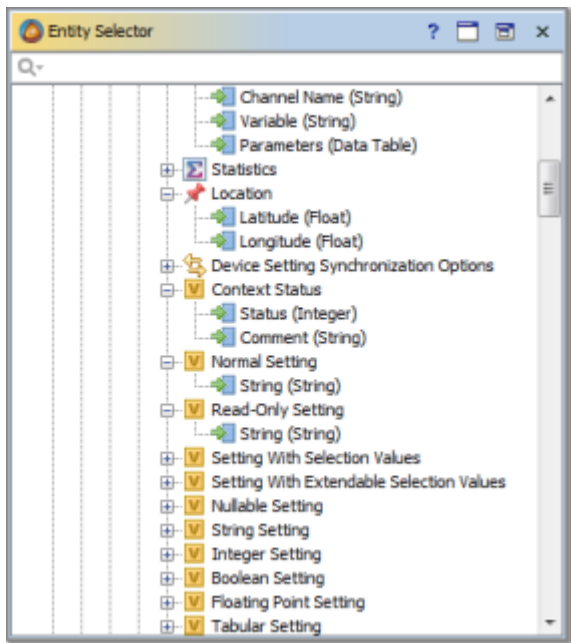 Entity Selector
Channel Name (String)
Variable (String)
Parameters (Data Table)
Statistics
Location
Latitude (Float)
Longitude (Float)
Device Setting Synchronization Options
Context Status
Status (Integer)
Comment (String)
Normal Setting
String (String)
Read-Only Setting
String (String)
Setting With Selection Values
Setting With Extendable Selection Values
Nullable Setting
String Setting
Integer Setting
Boolean Setting
Floating Point Setting
Tabular Setting